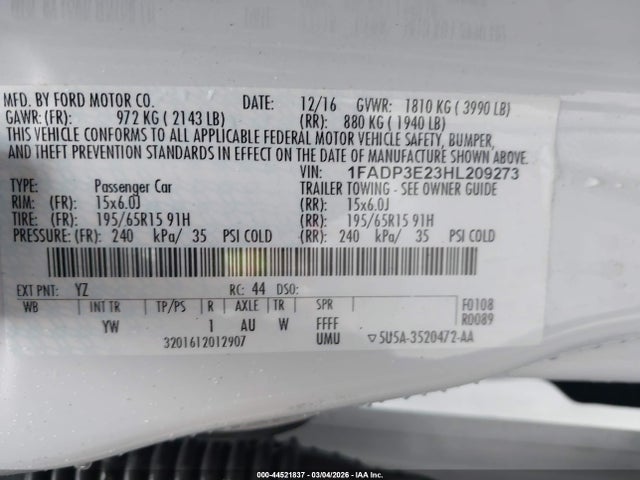 MFD. BY FORD MOTOR CO. DATE: 12/16 GVWR: 1810 KG ( 3990 LB)
GAWR: (FR): 972 KG ( 2143 LB) (RR): 880 KG ( 1940 LB)
THIS VEHICLE CONFORMS TO ALL APPLICABLE FEDERAL MOTOR VEHICLE SAFETY, BUMPER,
AND THEFT PREVENTION STANDARDS IN EFFECT ON THE DATE OF MANUFACTURE SHOWN ABOVE.
VIN: 1FADP3E23HL209273
TYPE: Passenger Car TRAILER TOWING - SEE OWNER GUIDE
RIM: (FR): 15x6.0J (RR): 15x6.0J
TIRE: (FR): 195/65R15 91H (RR): 195/65R15 91H
PRESSURE: (FR): 240 kPa/ 35 PSI COLD (RR): 240 kPa/ 35 PSI COLD
EXT PNT: YZ RC: 44 DSO:
WB INT TR TP/PS R AXLE TR SPR F0108
YW 1 AU W FFFF R0089
3201612012907 UMU ▽5U5A-3520472-AA
000-44521837 - 03/04/2026 - IAA Inc.